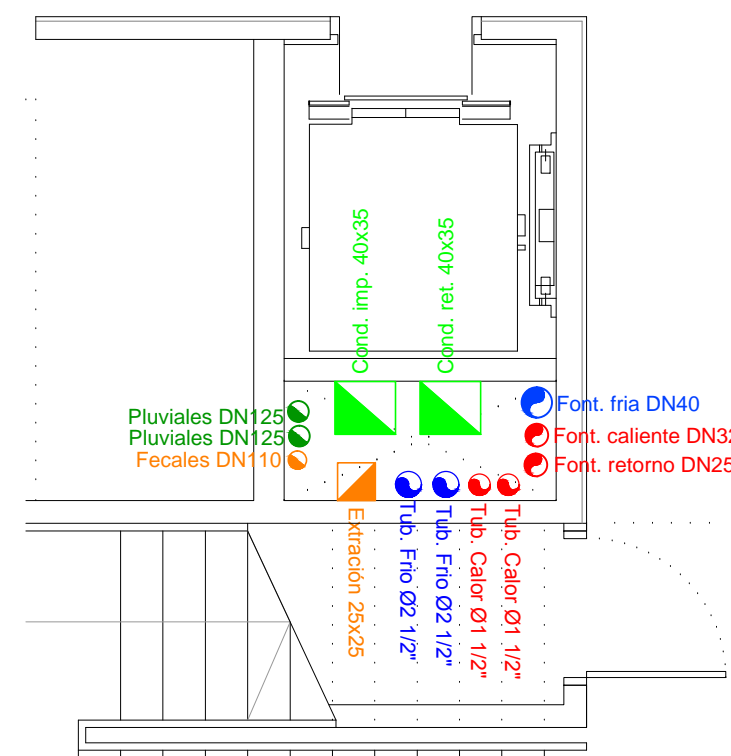 Cond. imp. 40x35
Cond. ret. 40x35
Pluviales DN125
Pluviales DN125
Fecales DN110
Font. fria DN40
Font. caliente DN32
Font. retorno DN25
Extración 25x25
Tub. Frio Ø2 1/2"
Tub. Frio Ø2 1/2"
Tub. Calor Ø1 1/2"
Tub. Calor Ø1 1/2"